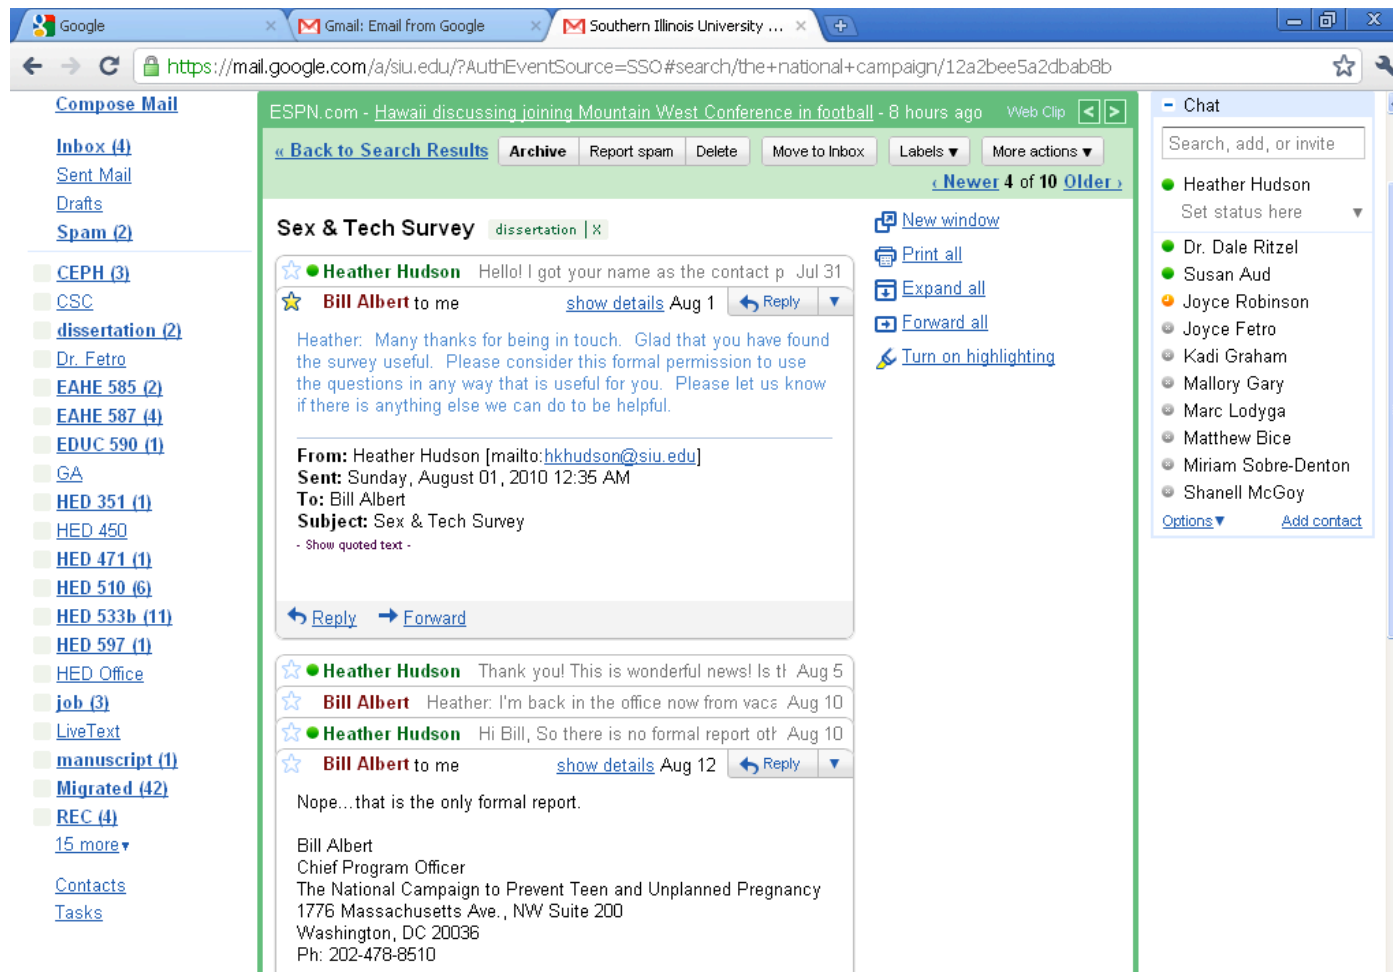 Google
Gmail: Email from Google
Southern Illinois University ...
https://mail.google.com/a/siu.edu/?AuthEventSource=SSO#search/the+national+campaign/12a2bee5a2dbab8b
Compose Mail
Inbox (4)
Sent Mail
Drafts
Spam (2)
CEPH (3)
CSC
dissertation (2)
Dr. Fetro
EAHE 585 (2)
EAHE 587 (4)
EDUC 590 (1)
GA
HED 351 (1)
HED 450
HED 471 (1)
HED 510 (6)
HED 533b (11)
HED 597 (1)
HED Office
job (3)
LiveText
manuscript (1)
Migrated (42)
REC (4)
15 more▼
Contacts
Tasks
ESPN.com - Hawaii discussing joining Mountain West Conference in football - 8 hours ago Web Clip < >
« Back to Search Results Archive Report spam Delete Move to Inbox Labels ▼ More actions ▼
‹ Newer 4 of 10 Older ›
Sex & Tech Survey dissertation | X
Heather Hudson Hello! I got your name as the contact p Jul 31
Bill Albert to me show details Aug 1 Reply ▼
Heather: Many thanks for being in touch. Glad that you have found
the survey useful. Please consider this formal permission to use
the questions in any way that is useful for you. Please let us know
if there is anything else we can do to be helpful.
From: Heather Hudson [mailto:hkhudson@siu.edu]
Sent: Sunday, August 01, 2010 12:35 AM
To: Bill Albert
Subject: Sex & Tech Survey
- Show quoted text -
Reply Forward
Heather Hudson Thank you! This is wonderful news! Is th Aug 5
Bill Albert Heather: I'm back in the office now from vaca Aug 10
Heather Hudson Hi Bill, So there is no formal report oth Aug 10
Bill Albert to me show details Aug 12 Reply ▼
Nope...that is the only formal report.
Bill Albert
Chief Program Officer
The National Campaign to Prevent Teen and Unplanned Pregnancy
1776 Massachusetts Ave., NW Suite 200
Washington, DC 20036
Ph: 202-478-8510
New window
Print all
Expand all
Forward all
Turn on highlighting
– Chat
Search, add, or invite
Heather Hudson
Set status here ▼
Dr. Dale Ritzel
Susan Aud
Joyce Robinson
Joyce Fetro
Kadi Graham
Mallory Gary
Marc Lodyga
Matthew Bice
Miriam Sobre-Denton
Shanell McGoy
Options▼ Add contact